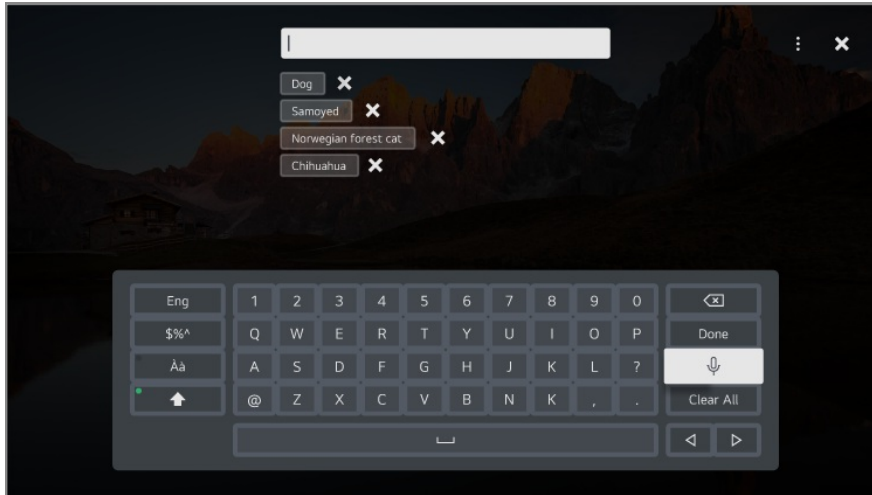 Dog
Samoyed
Norwegian forest cat
Chihuahua
Eng 1 2 3 4 5 6 7 8 9 0
$%^ Q W E R T Y U I O P Done
Àà A S D F G H J K L ?
@ Z X C V B N K , . Clear All